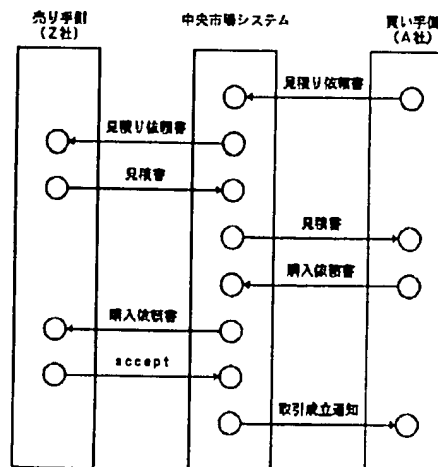 売り手側
(Z社)
中央市場システム
買い手側
(A社)
見積り依頼書
見積り依頼書
見積書
見積書
購入依頼書
購入依頼書
accept
取引成立通知